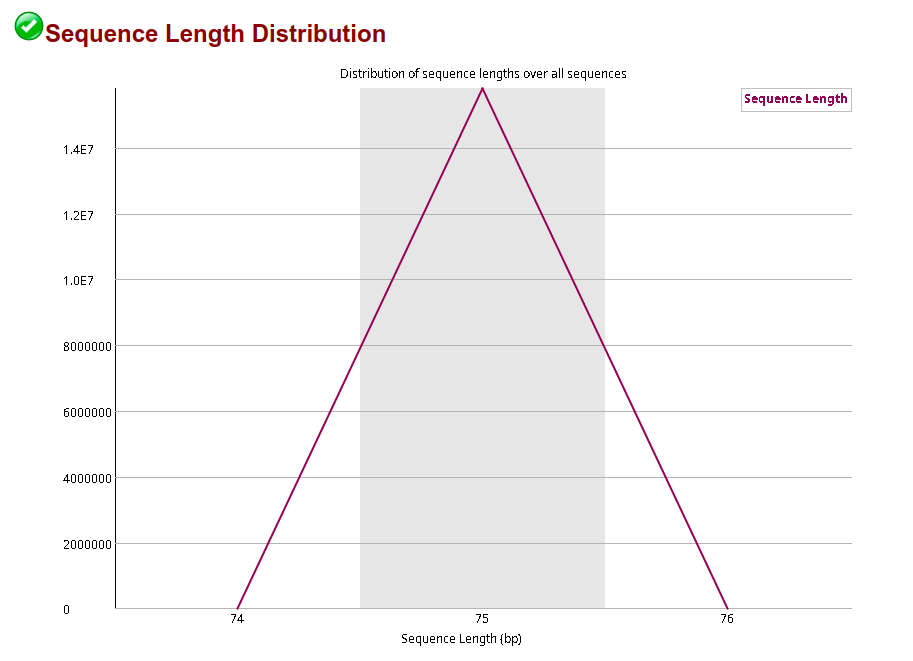 Sequence Length Distribution
Distribution of sequence lengths over all sequences
Sequence Length
1.4E7
1.2E7
1.0E7
8000000
6000000
4000000
2000000
0
74 75 76
Sequence Length (bp)